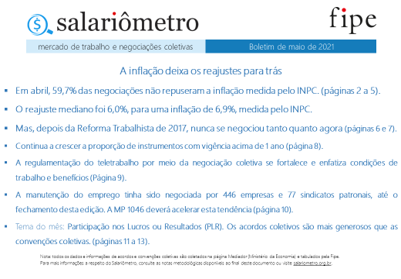 salariômetro
fipe
mercado de trabalho e negociações coletivas
Boletim de maio de 2021
A inflação deixa os reajustes para trás
• Em abril, 59,7% das negociações não repuseram a inflação medida pelo INPC. (páginas 2 a 5).
• O reajuste mediano foi 6,0%, para uma inflação de 6,9%, medida pelo INPC.
• Mas, depois da Reforma Trabalhista de 2017, nunca se negociou tanto quanto agora (páginas 6 e 7).
• Continua a crescer a proporção de instrumentos com vigência acima de 1 ano (página 8).
• A regulamentação do teletrabalho por meio da negociação coletiva se fortalece e enfatiza condições de
trabalho e benefícios (Página 9).
• A manutenção do emprego tinha sido negociada por 446 empresas e 77 sindicatos patronais, até o
fechamento desta edição. A MP 1046 deverá acelerar esta tendência (página 10).
• Tema do mês: Participação nos Lucros ou Resultados (PLR). Os acordos coletivos são mais generosos que as
convenções coletivas. (páginas 11 a 13).
Nota: todos os dados e informações de acordos e convenções coletivas são coletados na página Mediador (Ministério da Economia) e tabulados pela Fipe.
Para mais informações a respeito do Salariômetro, consulte as notas metodológicas disponíveis ao final deste documento ou visite salariometro.org.br